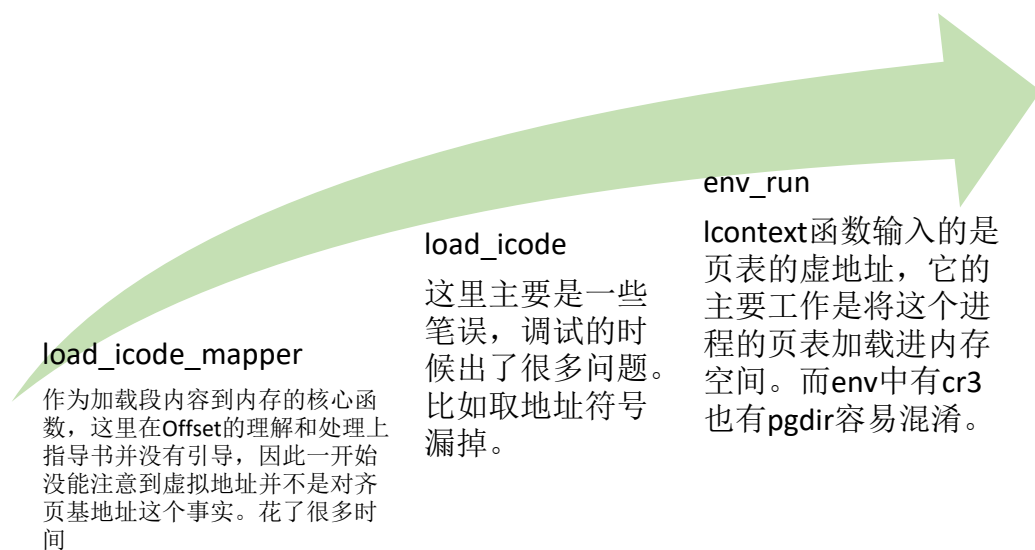 load_icode_mapper
作为加载段内容到内存的核心函
数，这里在Offset的理解和处理上
指导书并没有引导，因此一开始
没能注意到虚拟地址并不是对齐
页基地址这个事实。花了很多时
间
load_icode
这里主要是一些
笔误，调试的时
候出了很多问题。
比如取地址符号
漏掉。
env_run
lcontext函数输入的是
页表的虚地址，它的
主要工作是将这个进
程的页表加载进内存
空间。而env中有cr3
也有pgdir容易混淆。